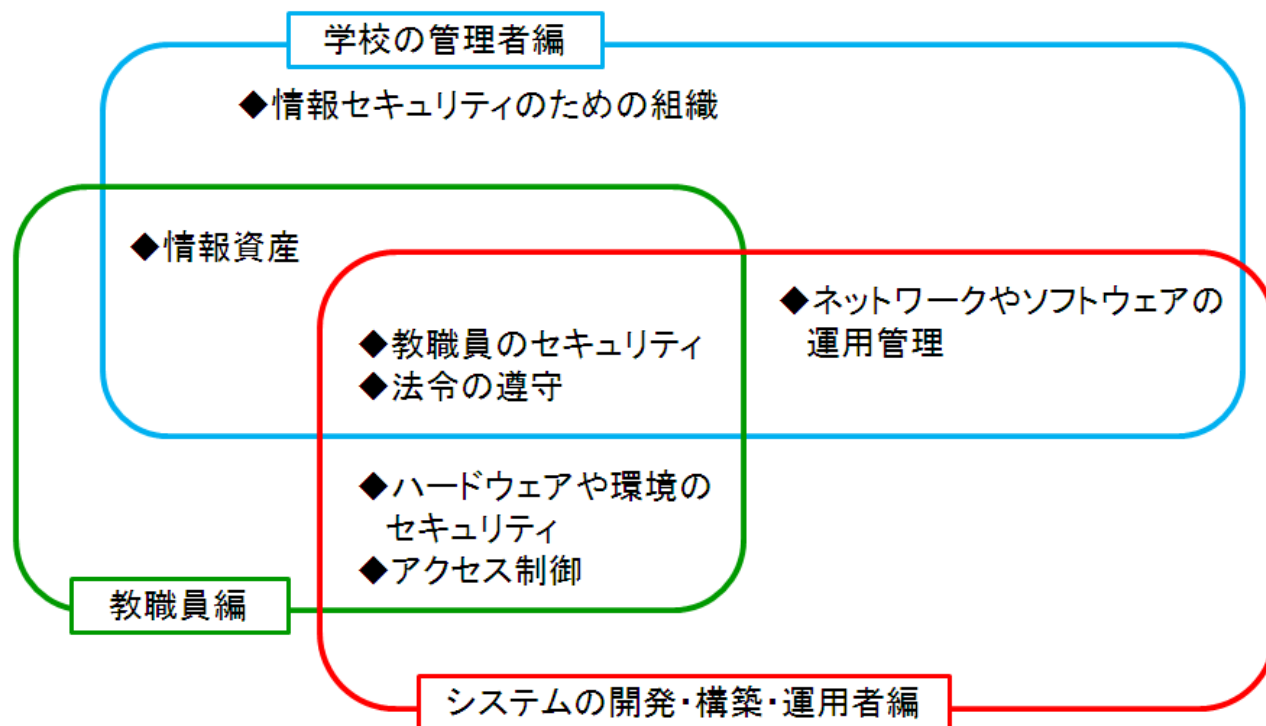 学校の管理者編
◆情報セキュリティのための組織
◆情報資産
◆ネットワークやソフトウェアの
運用管理
◆教職員のセキュリティ
◆法令の遵守
◆ハードウェアや環境の
セキュリティ
◆アクセス制御
教職員編
システムの開発・構築・運用者編